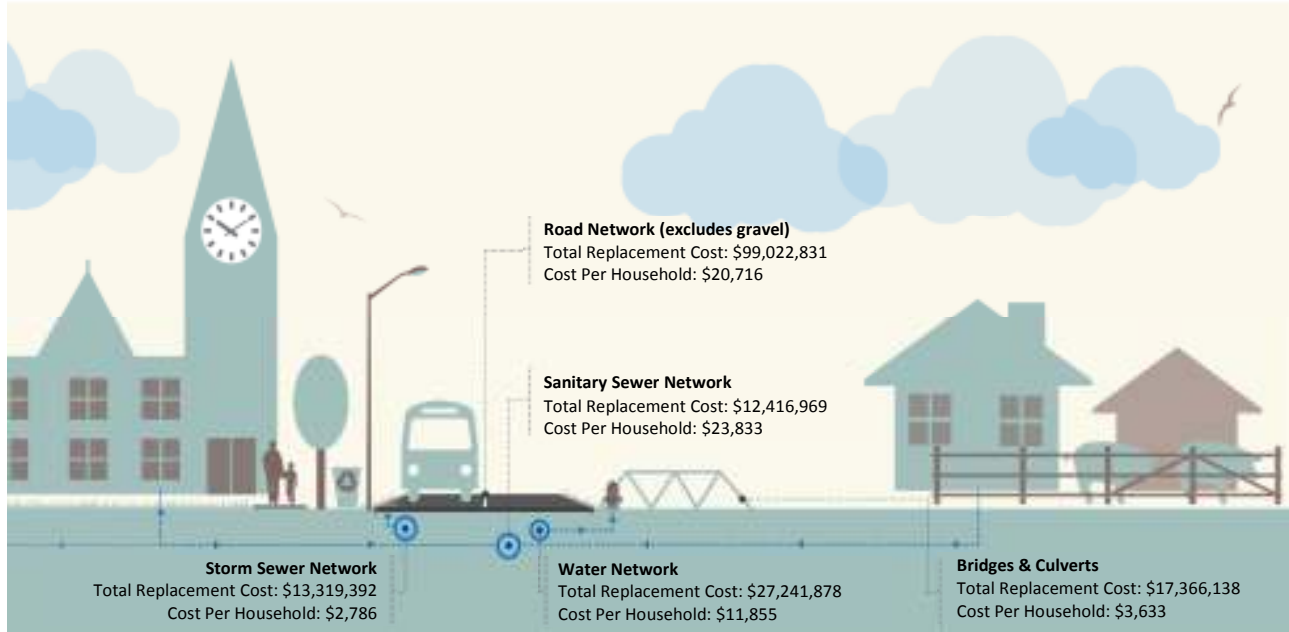 Road Network (excludes gravel)
Total Replacement Cost: $99,022,831
Cost Per Household: $20,716
Sanitary Sewer Network
Total Replacement Cost: $12,416,969
Cost Per Household: $23,833
Storm Sewer Network
Total Replacement Cost: $13,319,392
Cost Per Household: $2,786
Water Network
Total Replacement Cost: $27,241,878
Cost Per Household: $11,855
Bridges & Culverts
Total Replacement Cost: $17,366,138
Cost Per Household: $3,633